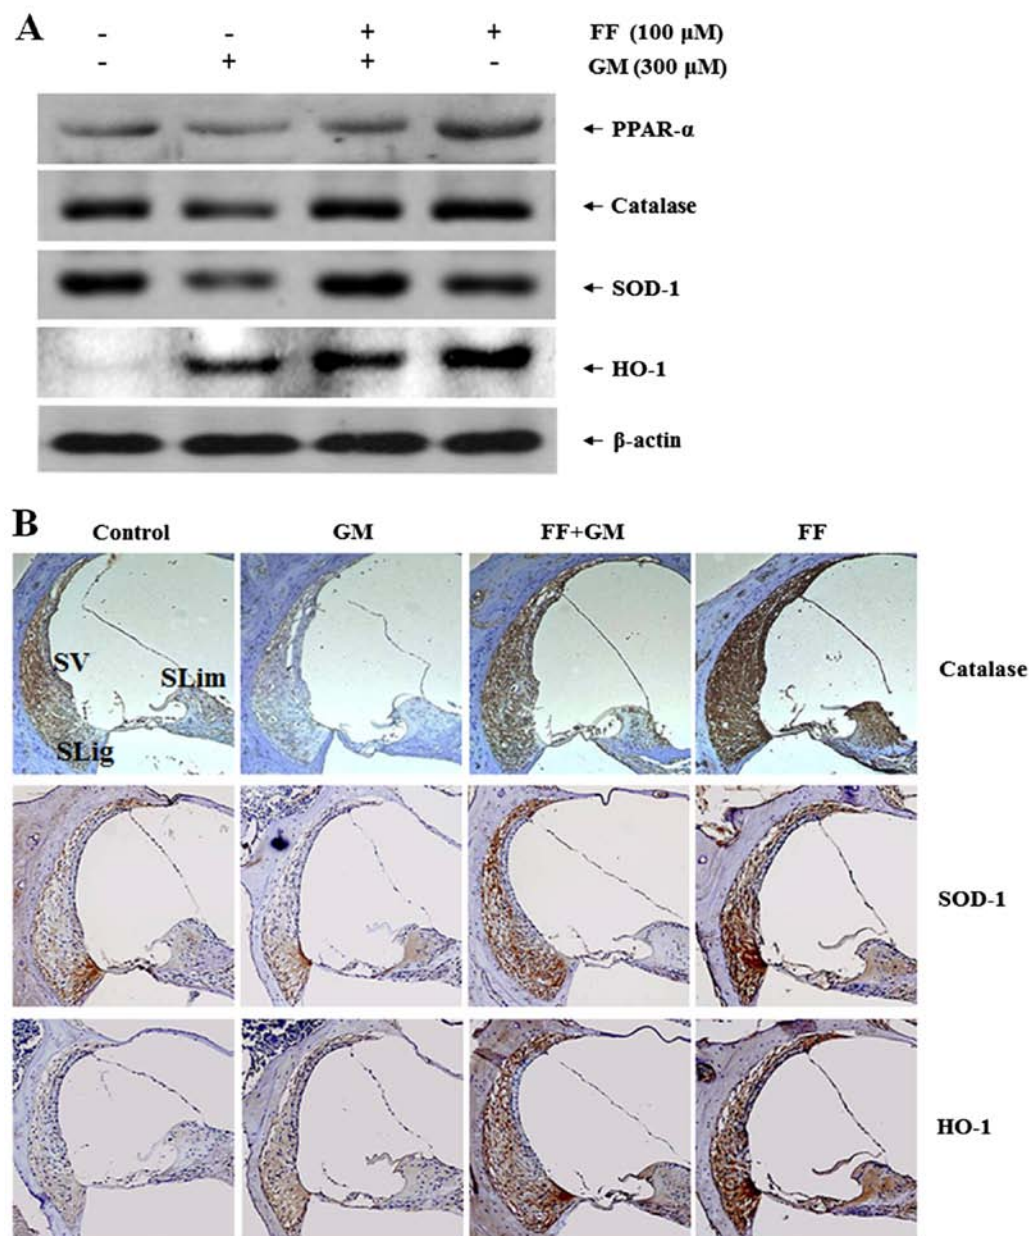 A
- - + + FF (100 μM)
- + + - GM (300 μM)
← PPAR-α
← Catalase
← SOD-1
← HO-1
← β-actin
B
Control GM FF+GM FF
SV
SLim
SLig
Catalase
SOD-1
HO-1